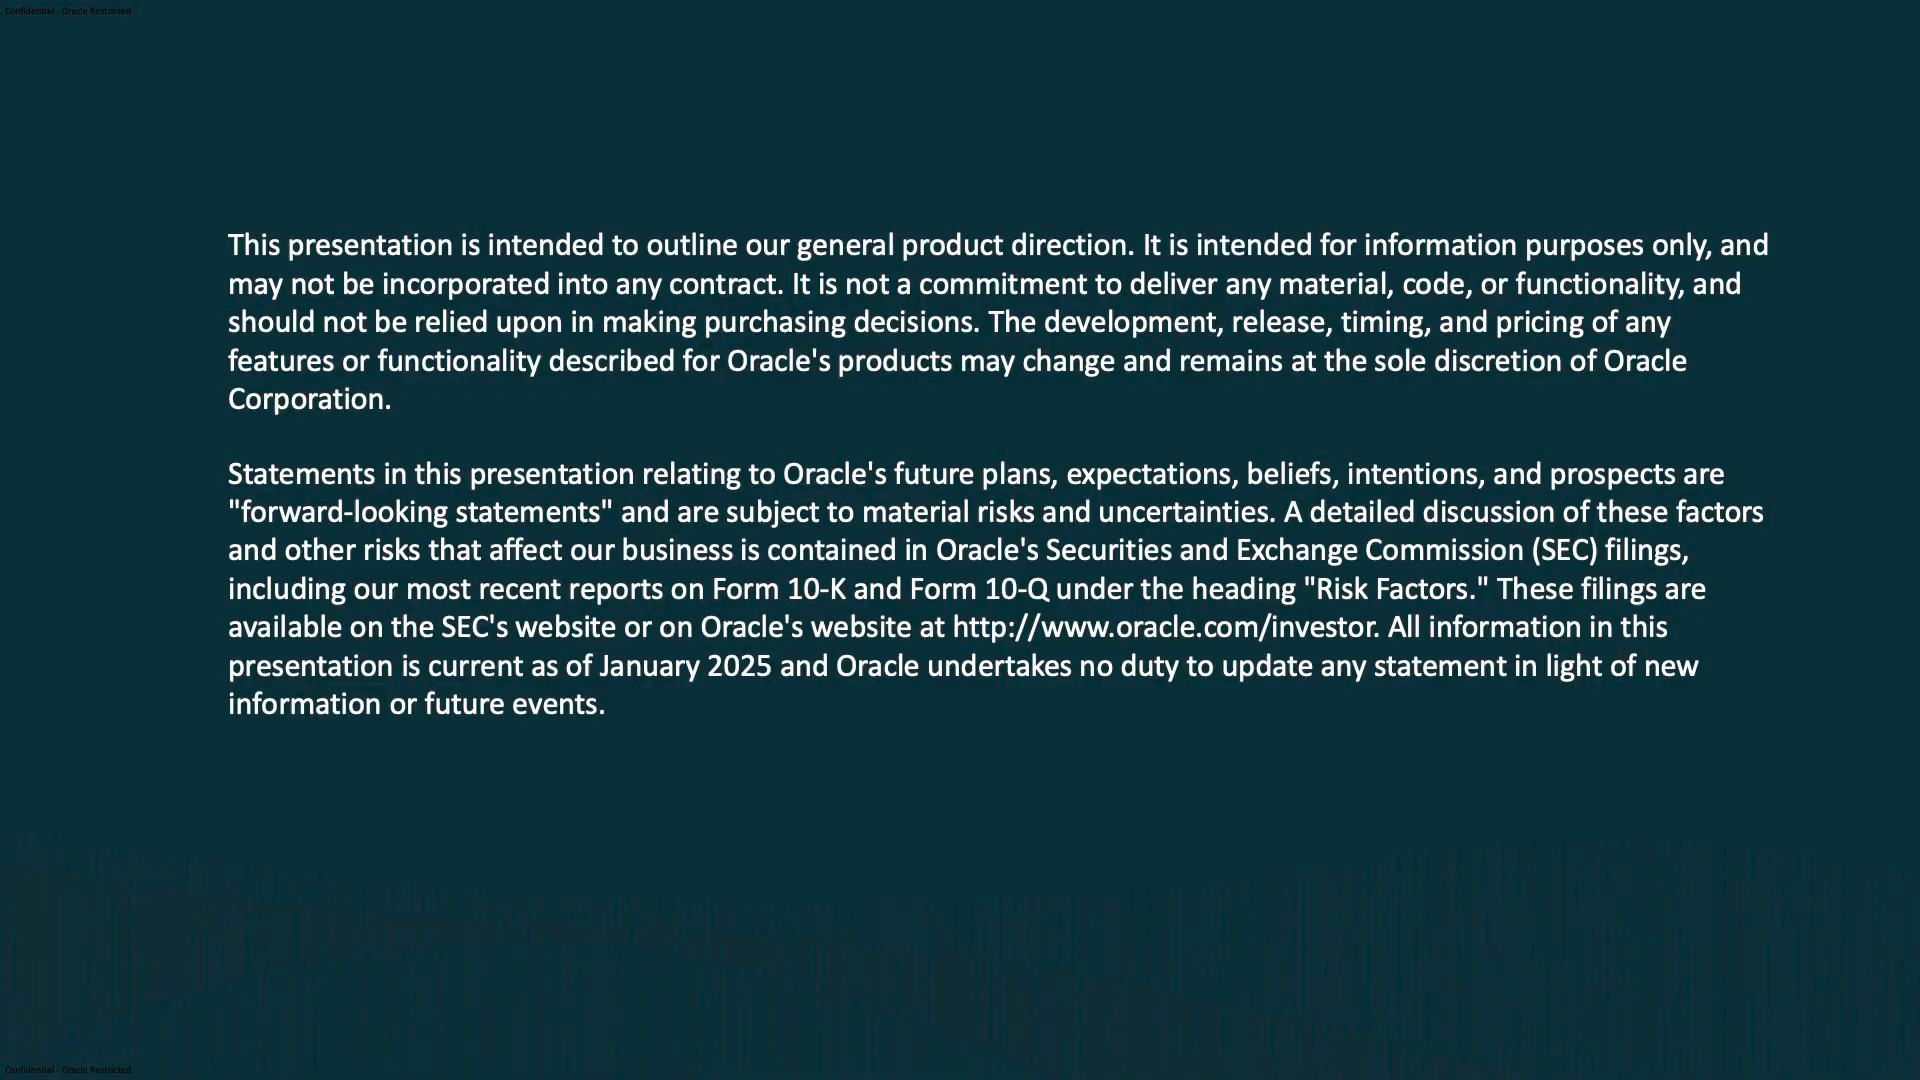 Confidential - Oracle Restricted
This presentation is intended to outline our general product direction. It is intended for information purposes only, and
may not be incorporated into any contract. It is not a commitment to deliver any material, code, or functionality, and
should not be relied upon in making purchasing decisions. The development, release, timing, and pricing of any
features or functionality described for Oracle's products may change and remains at the sole discretion of Oracle
Corporation.
Statements in this presentation relating to Oracle's future plans, expectations, beliefs, intentions, and prospects are
"forward-looking statements" and are subject to material risks and uncertainties. A detailed discussion of these factors
and other risks that affect our business is contained in Oracle's Securities and Exchange Commission (SEC) filings,
including our most recent reports on Form 10-K and Form 10-Q under the heading "Risk Factors." These filings are
available on the SEC's website or on Oracle's website at http://www.oracle.com/investor. All information in this
presentation is current as of January 2025 and Oracle undertakes no duty to update any statement in light of new
information or future events.
Confidential - Oracle Restricted